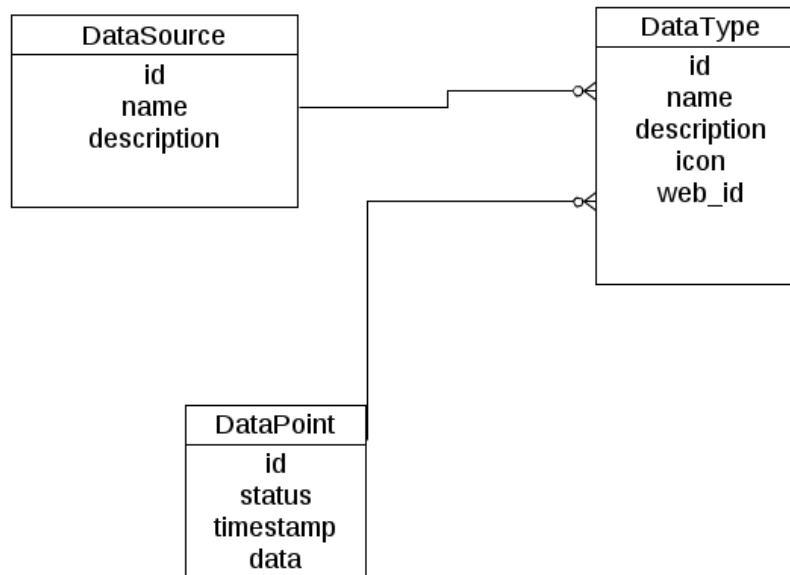 DataSource
id
name
description
DataType
id
name
description
icon
web_id
DataPoint
id
status
timestamp
data